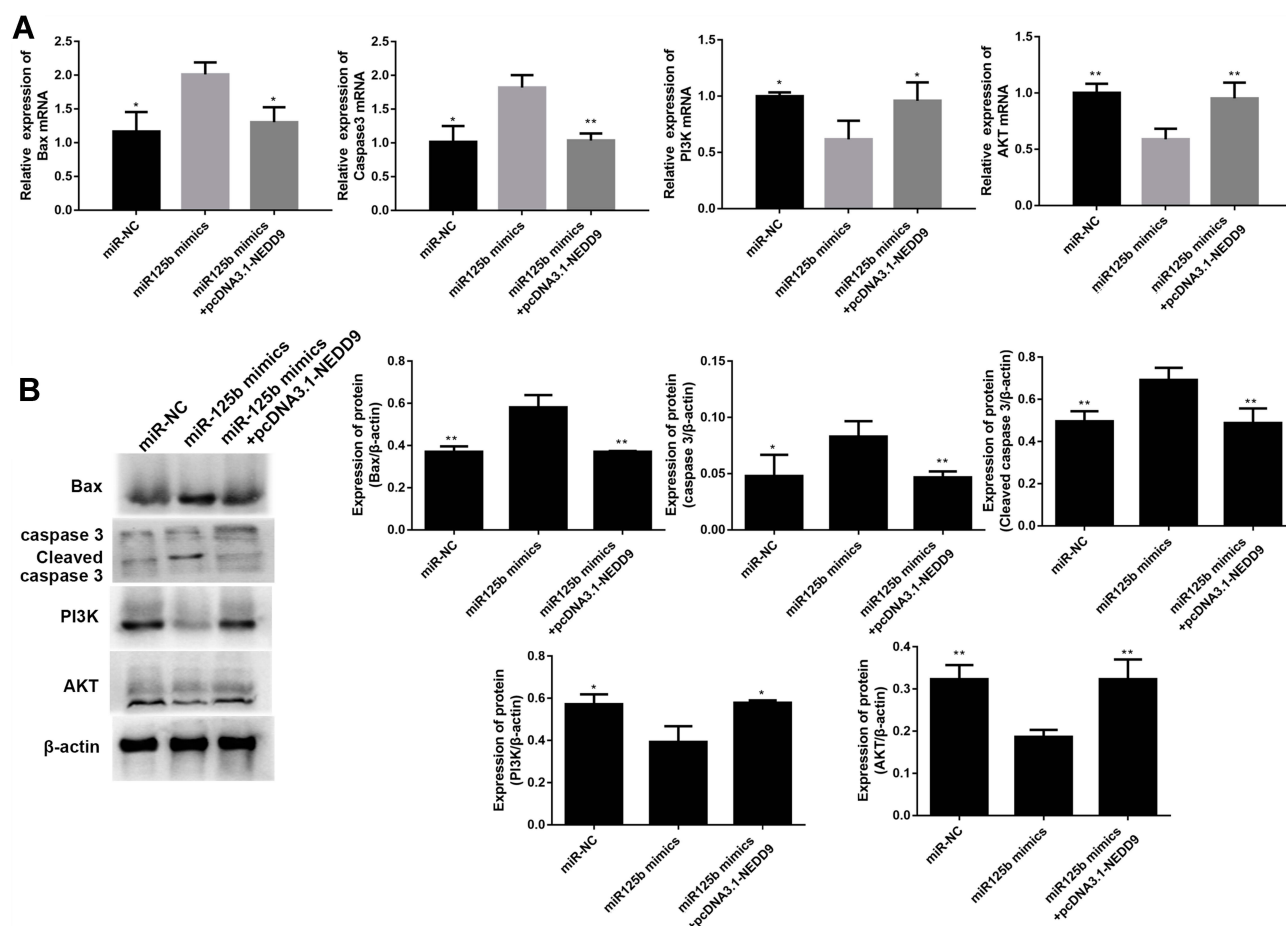 A
Relative expression of
Bax mRNA
2.5
2.0
1.5
1.0
0.5
0.0
*
*
miR-NC
miR125b mimics
miR125b mimics
+pcDNA3.1-NEDD9
Relative expression of
Caspase3 mRNA
2.5
2.0
1.5
1.0
0.5
0.0
*
**
miR-NC
miR125b mimics
miR125b mimics
+pcDNA3.1-NEDD9
Relative expression of
PI3K mRNA
1.5
1.0
0.5
0.0
*
*
miR-NC
miR125b mimics
miR125b mimics
+pcDNA3.1-NEDD9
Relative expression of
AKT mRNA
1.5
1.0
0.5
0.0
**
**
miR-NC
miR125b mimics
miR125b mimics
+pcDNA3.1-NEDD9
B
miR-NC
miR-125b mimics
miR-125b mimics
+pcDNA3.1-NEDD9
Bax
caspase 3
Cleaved
caspase 3
PI3K
AKT
β-actin
Expression of protein
(Bax/β-actin)
0.8
0.6
0.4
0.2
0.0
**
**
miR-NC
miR125b mimics
miR125b mimics
+pcDNA3.1-NEDD9
Expression of protein
(caspase 3/β-actin)
0.15
0.10
0.05
0.00
*
**
miR-NC
miR125b mimics
miR125b mimics
+pcDNA3.1-NEDD9
Expression of protein
(Cleaved caspase 3/β-actin)
0.8
0.6
0.4
0.2
0.0
**
**
miR-NC
miR125b mimics
miR125b mimics
+pcDNA3.1-NEDD9
Expression of protein
(PI3K/β-actin)
0.8
0.6
0.4
0.2
0.0
*
*
miR-NC
miR125b mimics
miR125b mimics
+pcDNA3.1-NEDD9
Expression of protein
(AKT/β-actin)
0.4
0.3
0.2
0.1
0.0
**
**
miR-NC
miR125b mimics
miR125b mimics
+pcDNA3.1-NEDD9